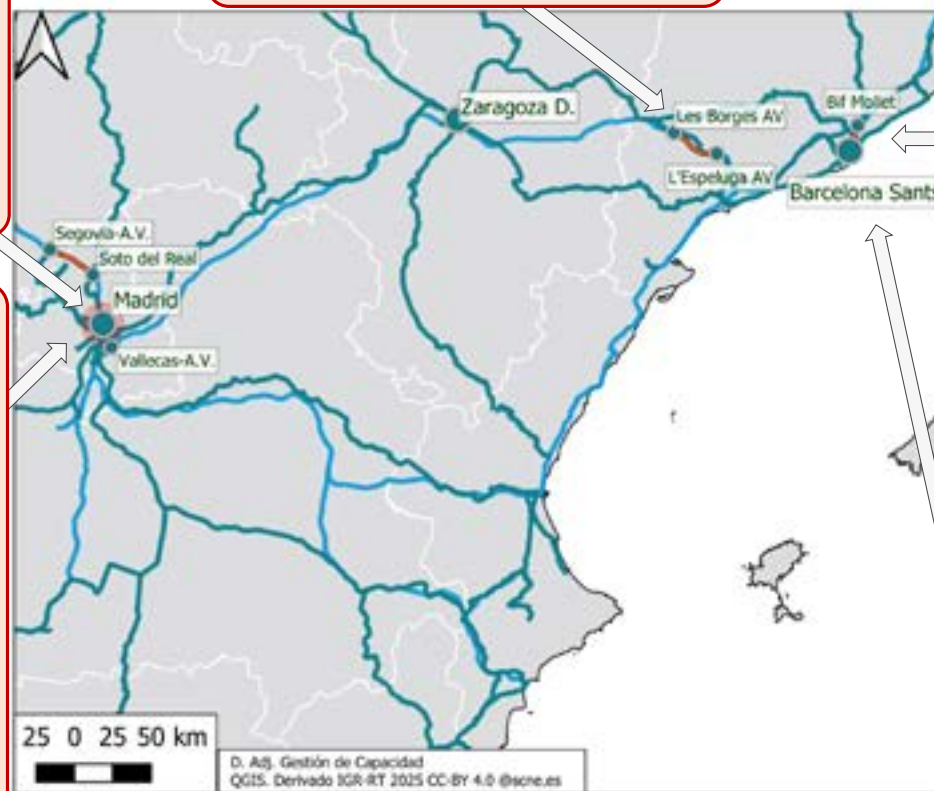 Zaragoza D.
Bif Mollet
Les Borges AV
L'Espeluga AV
Barcelona Sants
Segovia-A.V.
Soto del Real
Madrid
Vallecas-A.V.
25 0 25 50 km
D. Adj. Gestión de Capacidad
QGIS. Derivado IGR-RT 2025 CC-BY 4.0 @scne.es